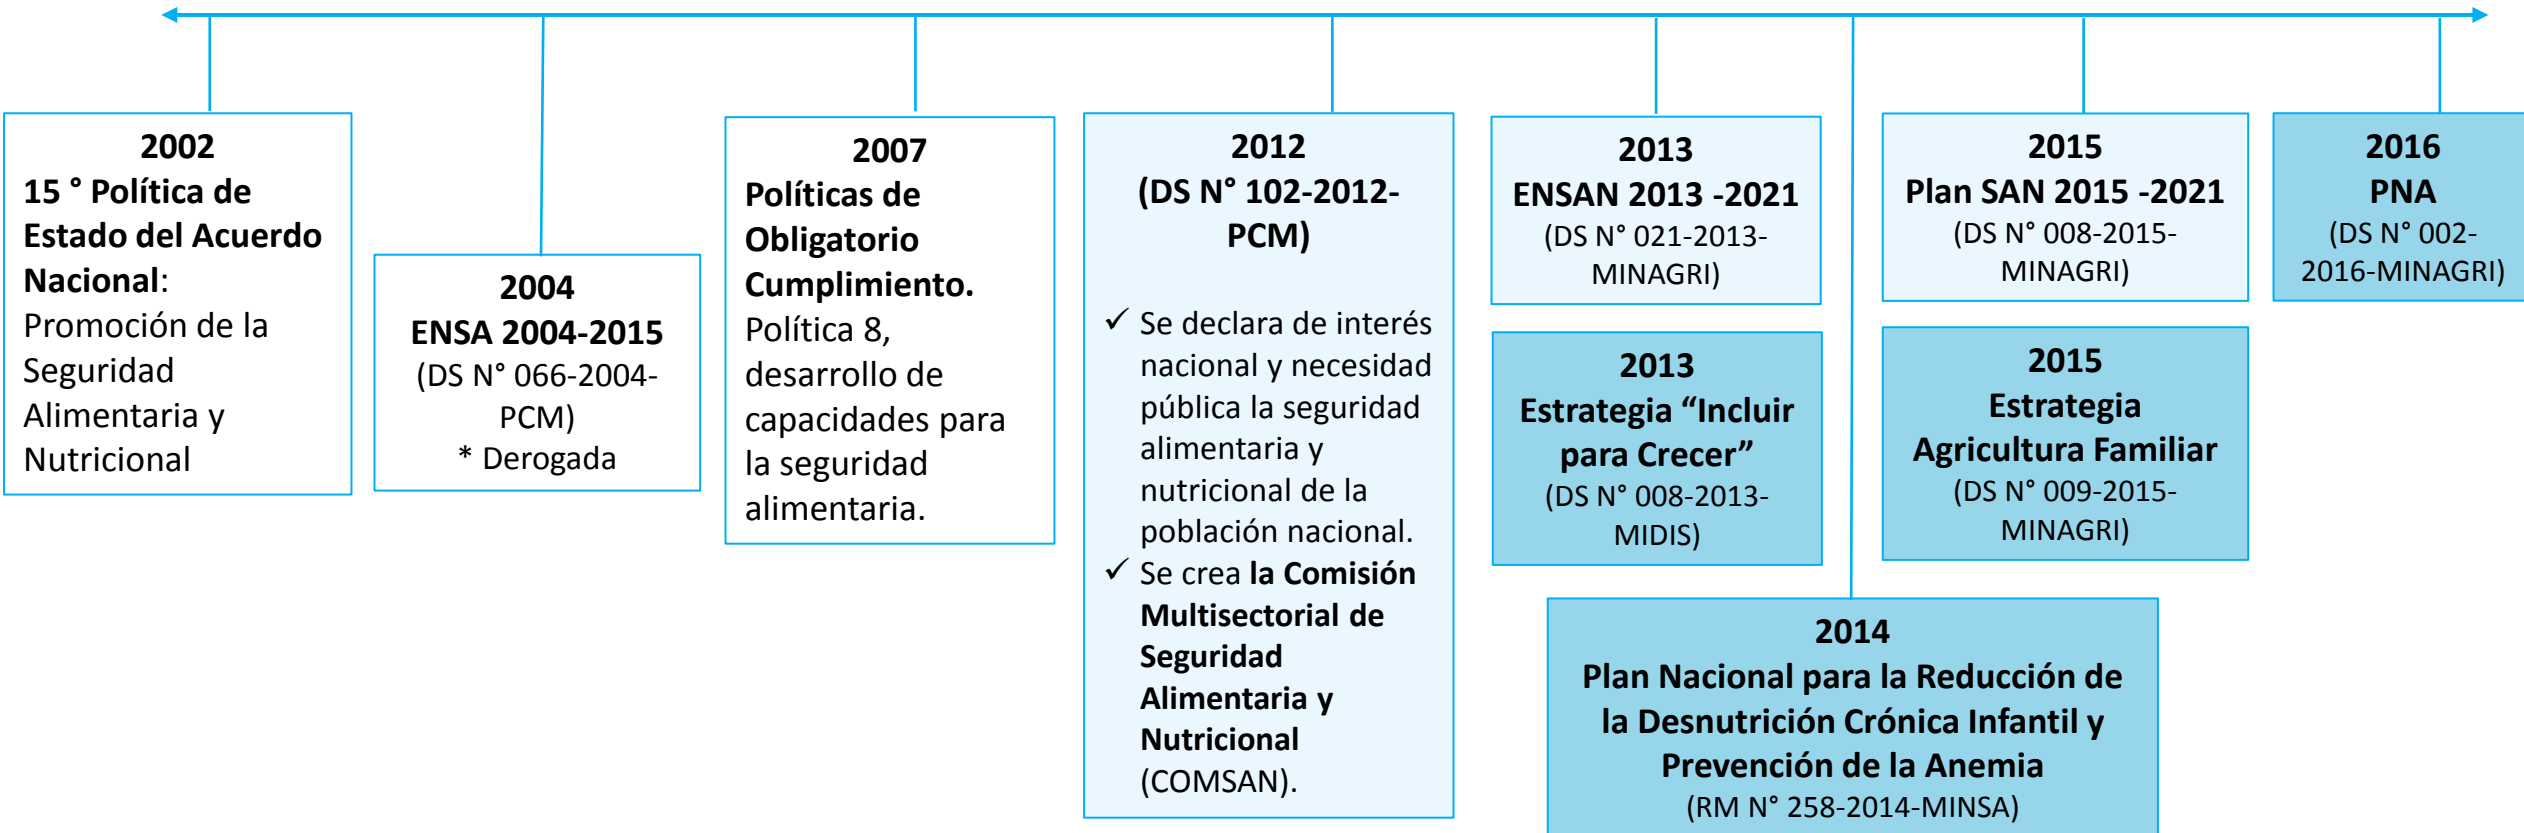 2002
15 ° Política de
Estado del Acuerdo
Nacional:
Promoción de la
Seguridad
Alimentaria y
Nutricional
2004
ENSA 2004-2015
(DS N° 066-2004-
PCM)
* Derogada
2007
Políticas de
Obligatorio
Cumplimiento.
Política 8,
desarrollo de
capacidades para
la seguridad
alimentaria.
2012
(DS N° 102-2012-
PCM)
✓ Se declara de interés
nacional y necesidad
pública la seguridad
alimentaria y
nutricional de la
población nacional.
✓ Se crea la Comisión
Multisectorial de
Seguridad
Alimentaria y
Nutricional
(COMSAN).
2013
ENSAN 2013 -2021
(DS N° 021-2013-
MINAGRI)
2013
Estrategia “Incluir
para Crecer”
(DS N° 008-2013-
MIDIS)
2014
Plan Nacional para la Reducción de
la Desnutrición Crónica Infantil y
Prevención de la Anemia
(RM N° 258-2014-MINSA)
2015
Plan SAN 2015 -2021
(DS N° 008-2015-
MINAGRI)
2015
Estrategia
Agricultura Familiar
(DS N° 009-2015-
MINAGRI)
2016
PNA
(DS N° 002-
2016-MINAGRI)